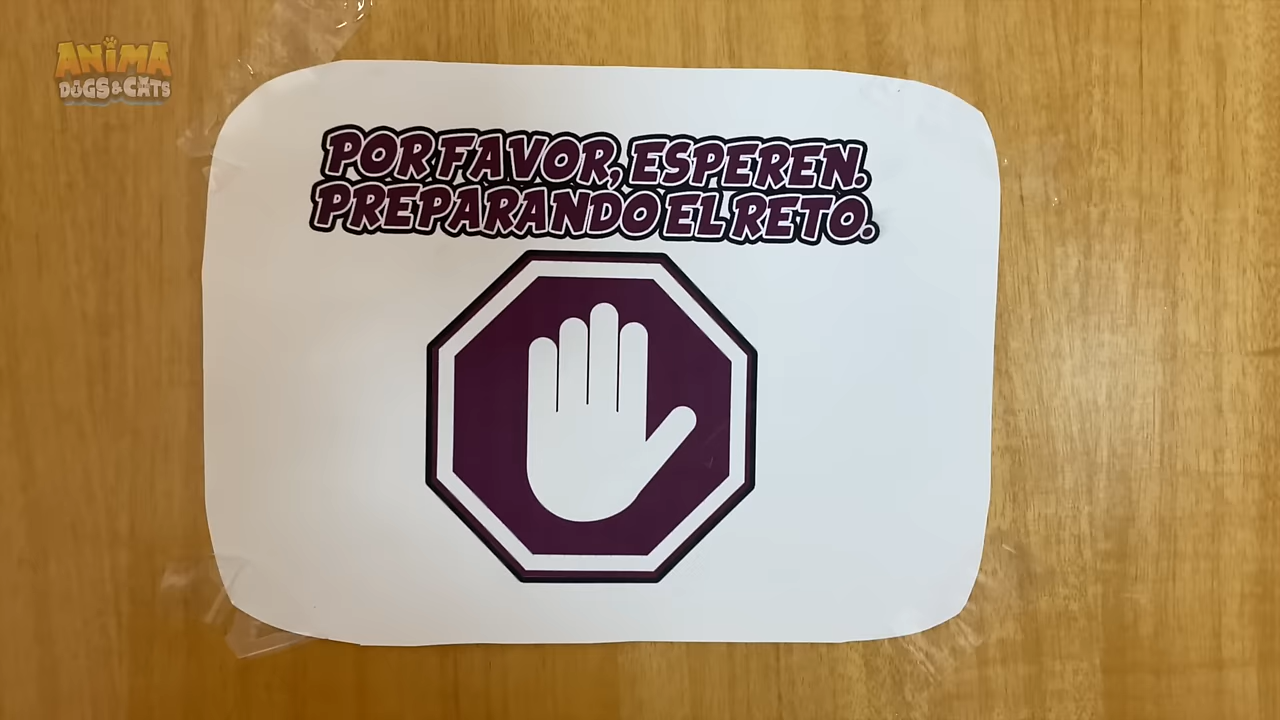 ANIMA
DOGS&CATS
POR FAVOR, ESPEREN.
PREPARANDO EL RETO.